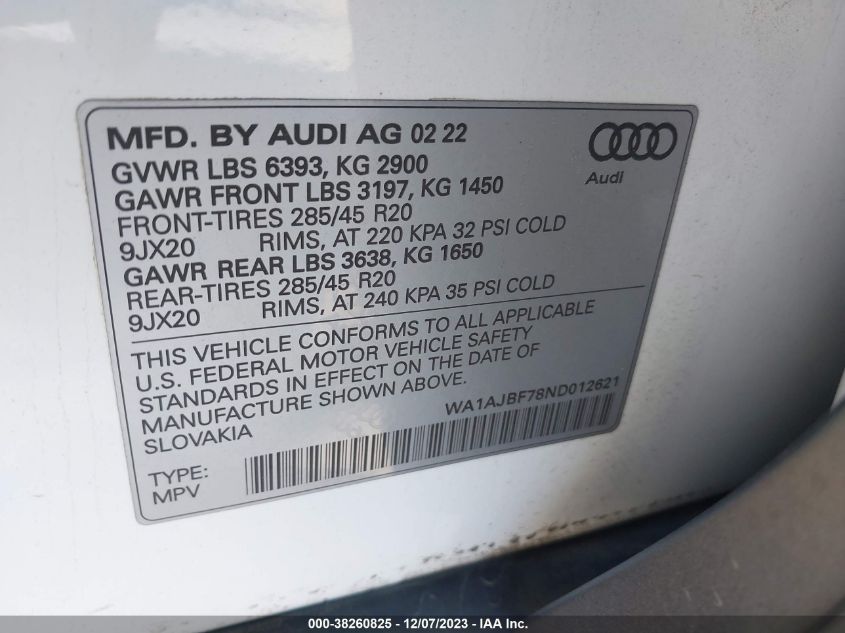 MFD. BY AUDI AG 02 22
GVWR LBS 6393, KG 2900
GAWR FRONT LBS 3197, KG 1450
FRONT-TIRES 285/45 R20
9JX20 RIMS, AT 220 KPA 32 PSI COLD
GAWR REAR LBS 3638, KG 1650
REAR-TIRES 285/45 R20
9JX20 RIMS, AT 240 KPA 35 PSI COLD
Audi
THIS VEHICLE CONFORMS TO ALL APPLICABLE
U.S. FEDERAL MOTOR VEHICLE SAFETY
STANDARDS IN EFFECT ON THE DATE OF
MANUFACTURE SHOWN ABOVE.
SLOVAKIA
WA1AJBF78ND012621
TYPE:
MPV
000-38260825 - 12/07/2023 - IAA Inc.